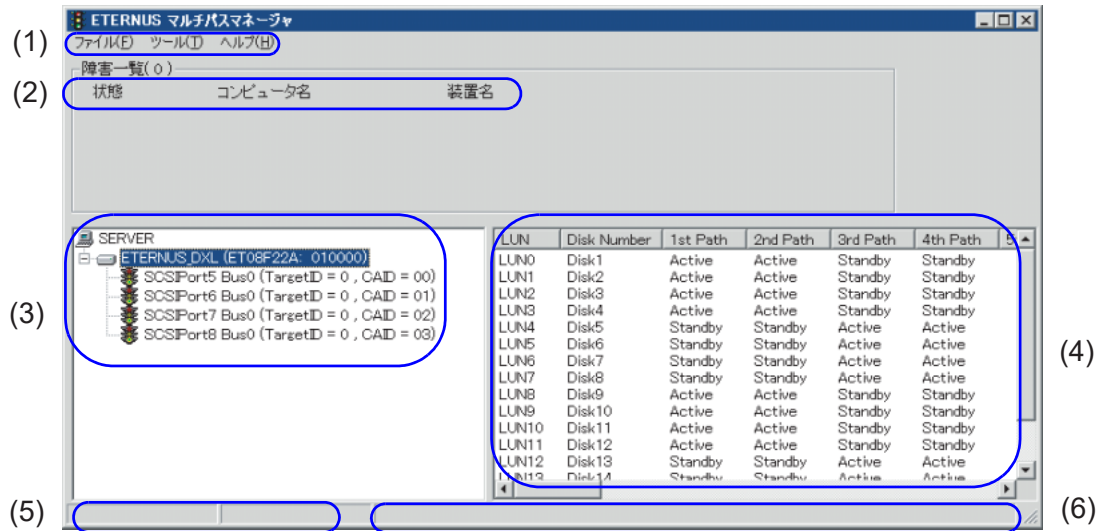 ETERNUS マルチパスマネージャ
(1)
ファイル(F) ツール(T) ヘルプ(H)
障害一覧(0)
(2)
状態 コンピュータ名 装置名
(3)
SERVER
ETERNUS_DXL (ET08F22A: 010000)
SCSIPort5 Bus0 (TargetID = 0 , CAID = 00)
SCSIPort6 Bus0 (TargetID = 0 , CAID = 01)
SCSIPort7 Bus0 (TargetID = 0 , CAID = 02)
SCSIPort8 Bus0 (TargetID = 0 , CAID = 03)
(4)
LUN Disk Number 1st Path 2nd Path 3rd Path 4th Path 5
LUN0 Disk1 Active Active Standby Standby
LUN1 Disk2 Active Active Standby Standby
LUN2 Disk3 Active Active Standby Standby
LUN3 Disk4 Active Active Standby Standby
LUN4 Disk5 Standby Standby Active Active
LUN5 Disk6 Standby Standby Active Active
LUN6 Disk7 Standby Standby Active Active
LUN7 Disk8 Standby Standby Active Active
LUN8 Disk9 Active Active Standby Standby
LUN9 Disk10 Active Active Standby Standby
LUN10 Disk11 Active Active Standby Standby
LUN11 Disk12 Active Active Standby Standby
LUN12 Disk13 Standby Standby Active Active
LUN13 Disk14 Standby Standby Active Active
(5)
(6)